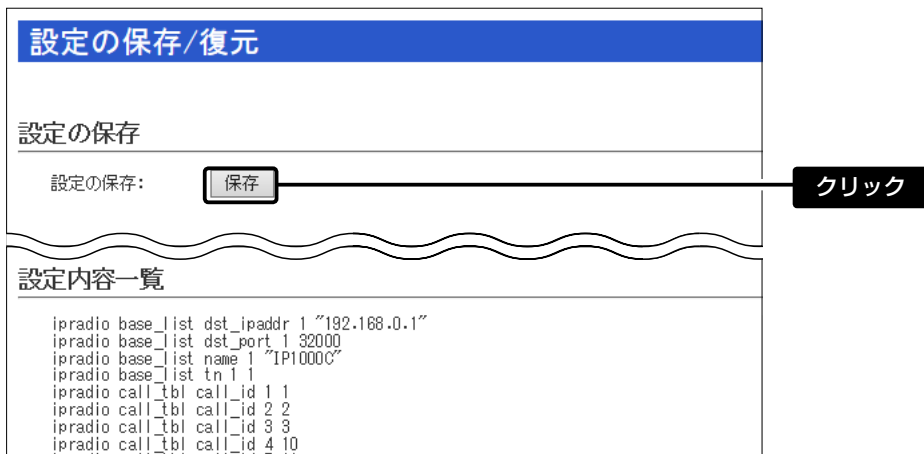 設定の保存/復元
設定の保存
設定の保存: 保存
クリック
設定内容一覧
ipradio base_list dst_ipaddr 1 "192.168.0.1"
ipradio base_list dst_port 1 32000
ipradio base_list name 1 "IP1000C"
ipradio base_list tn 1 1
ipradio call_tbl call_id 1 1
ipradio call_tbl call_id 2 2
ipradio call_tbl call_id 3 3
ipradio call_tbl call_id 4 10